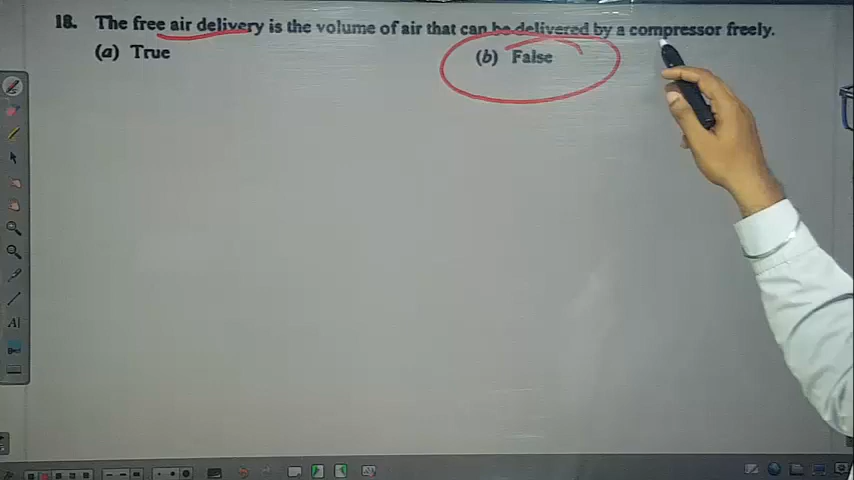 18. The free air delivery is the volume of air that can be delivered by a compressor freely.
(a) True (b) False